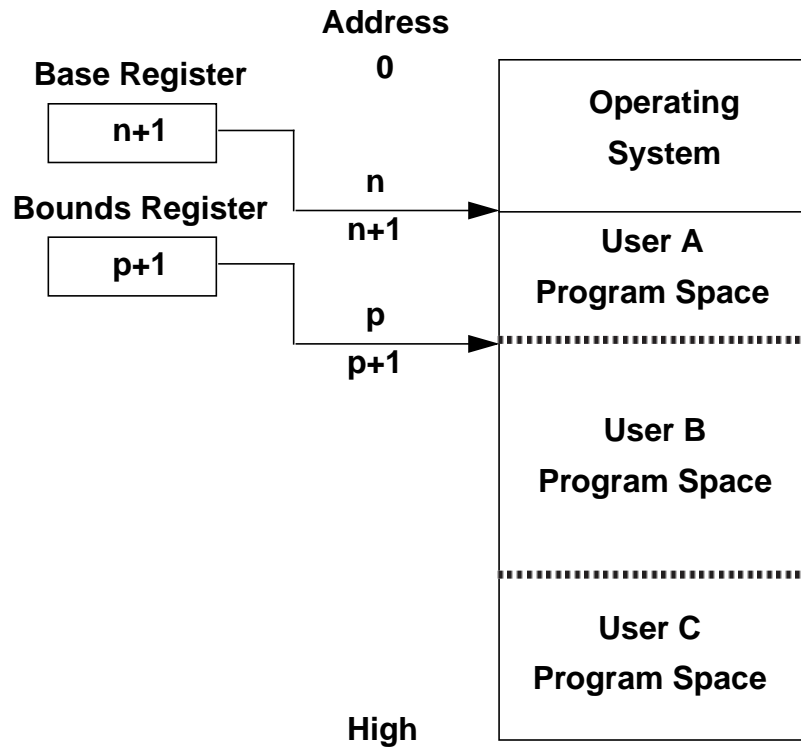 Address
0
Base Register
n+1
Bounds Register
p+1
n
n+1
p
p+1
High
Operating
System
User A
Program Space
User B
Program Space
User C
Program Space